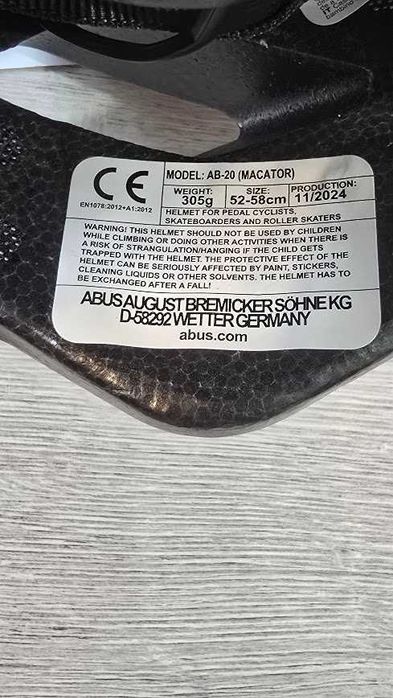 IT Ce
bambino
CE
EN1078:2012+A1:2012
MODEL: AB-20 (MACATOR)
WEIGHT: 305g
SIZE: 52-58cm
PRODUCTION: 11/2024
HELMET FOR PEDAL CYCLISTS,
SKATEBOARDERS AND ROLLER SKATERS
WARNING! THIS HELMET SHOULD NOT BE USED BY CHILDREN
WHILE CLIMBING OR DOING OTHER ACTIVITIES WHEN THERE IS
A RISK OF STRANGULATION/HANGING IF THE CHILD GETS
TRAPPED WITH THE HELMET. THE PROTECTIVE EFFECT OF THE
HELMET CAN BE SERIOUSLY AFFECTED BY PAINT, STICKERS,
CLEANING LIQUIDS OR OTHER SOLVENTS. THE HELMET HAS TO
BE EXCHANGED AFTER A FALL!
ABUS AUGUST BREMICKER SÖHNE KG
D-58292 WETTER GERMANY
abus.com